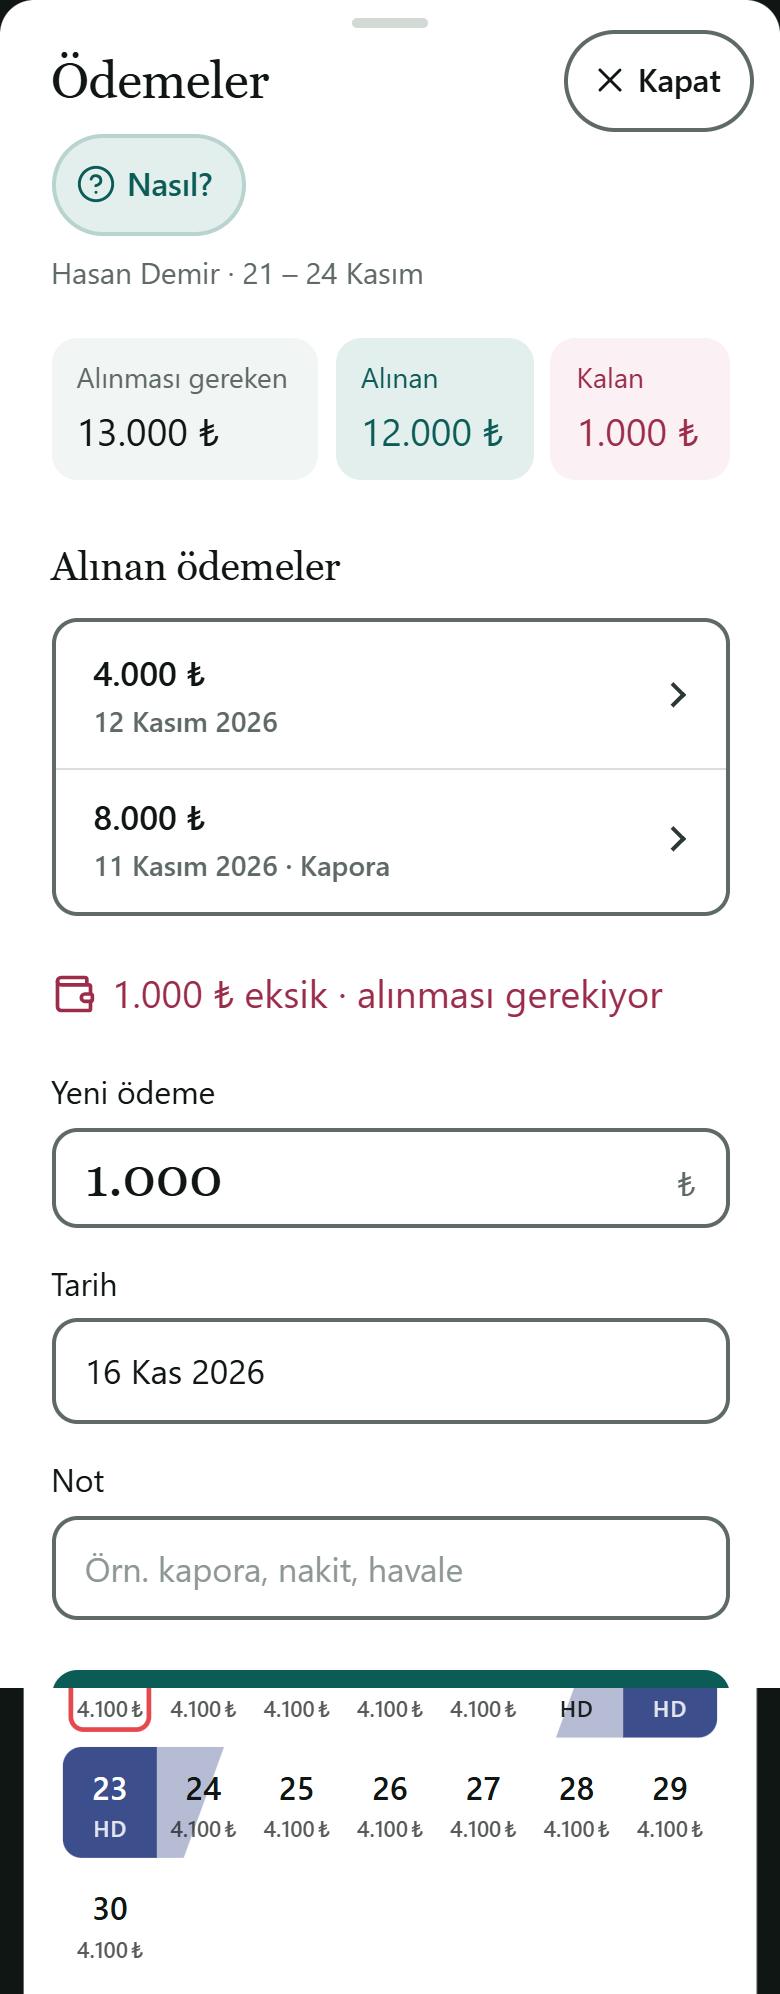 Ödemeler
Kapat
Nasıl?
Hasan Demir · 21 – 24 Kasım
Alınması gereken
13.000 ₺
Alınan
12.000 ₺
Kalan
1.000 ₺
Alınan ödemeler
4.000 ₺
12 Kasım 2026
8.000 ₺
11 Kasım 2026 · Kapora
1.000 ₺ eksik · alınması gerekiyor
Yeni ödeme
1.000 ₺
Tarih
16 Kas 2026
Not
Örn. kapora, nakit, havale
4.100 ₺ 4.100 ₺ 4.100 ₺ 4.100 ₺ 4.100 ₺ HD HD
23 24 25 26 27 28 29
HD 4.100 ₺ 4.100 ₺ 4.100 ₺ 4.100 ₺ 4.100 ₺ 4.100 ₺
30
4.100 ₺